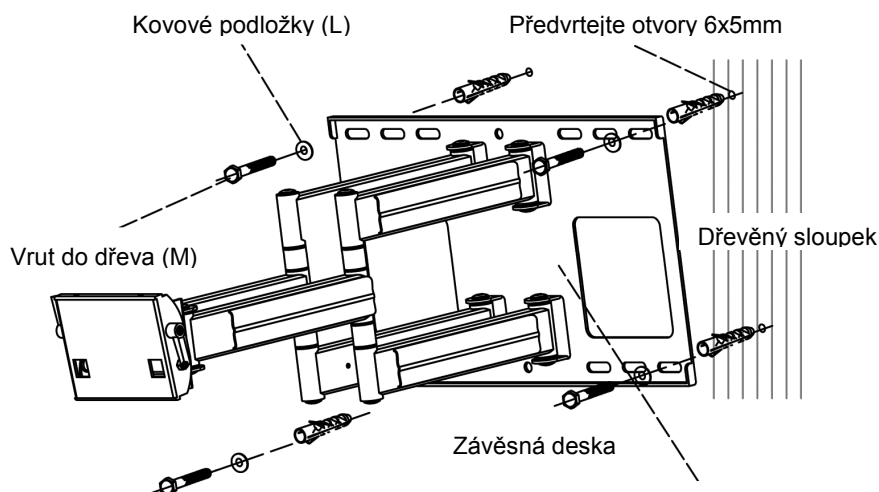 Kovové podložky (L)
Předvrtejte otvory 6x5mm
Dřevěný sloupek
Vrut do dřeva (M)
Závěsná deska